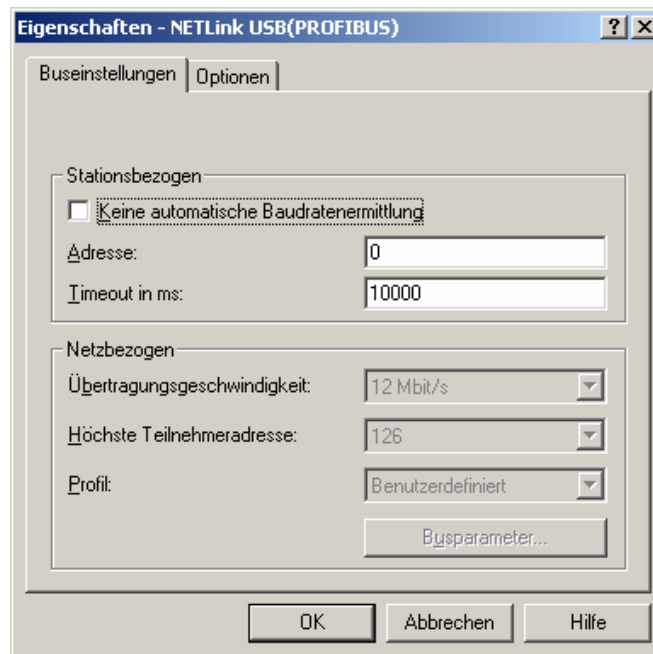 Eigenschaften - NETLink USB(PROFIBUS)
Buseinstellungen Optionen
Stationsbezogen
Keine automatische Baudratenermittlung
Adresse: 0
Timeout in ms: 10000
Netzbezogen
Übertragungsgeschwindigkeit: 12 Mbit/s
Höchste Teilnehmeradresse: 126
Profil: Benutzerdefiniert
Busparameter...
OK Abbrechen Hilfe